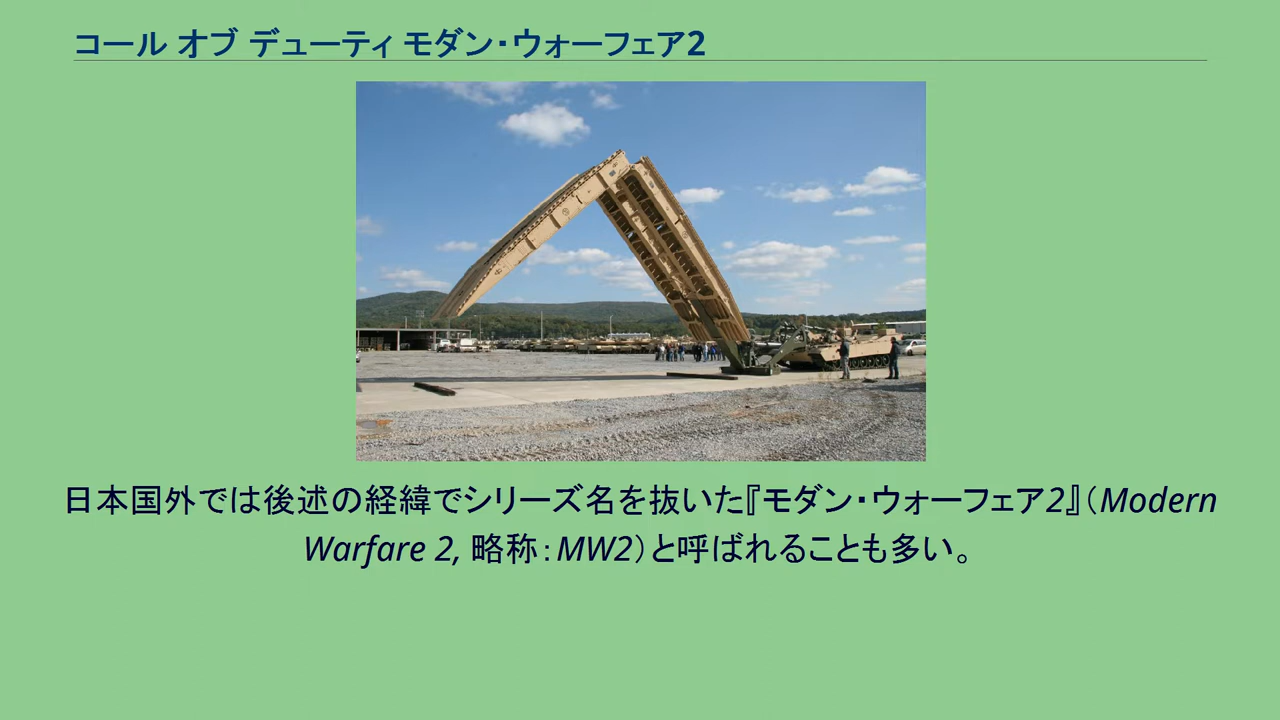 コール オブ デューティ モダン・ウォーフェア2
日本国外では後述の経緯でシリーズ名を抜いた『モダン・ウォーフェア2』（Modern
Warfare 2, 略称：MW2）と呼ばれることも多い。